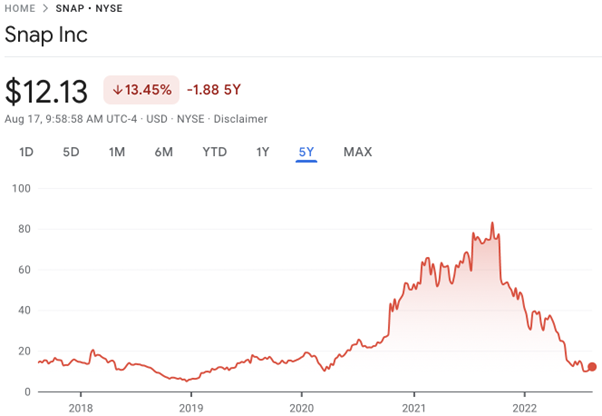 HOME > SNAP • NYSE
Snap Inc
$12.13 ↓13.45% -1.88 5Y
Aug 17, 9:58:58 AM UTC-4 · USD · NYSE · Disclaimer
1D 5D 1M 6M YTD 1Y 5Y MAX
100
80
60
40
20
0
2018 2019 2020 2021 2022